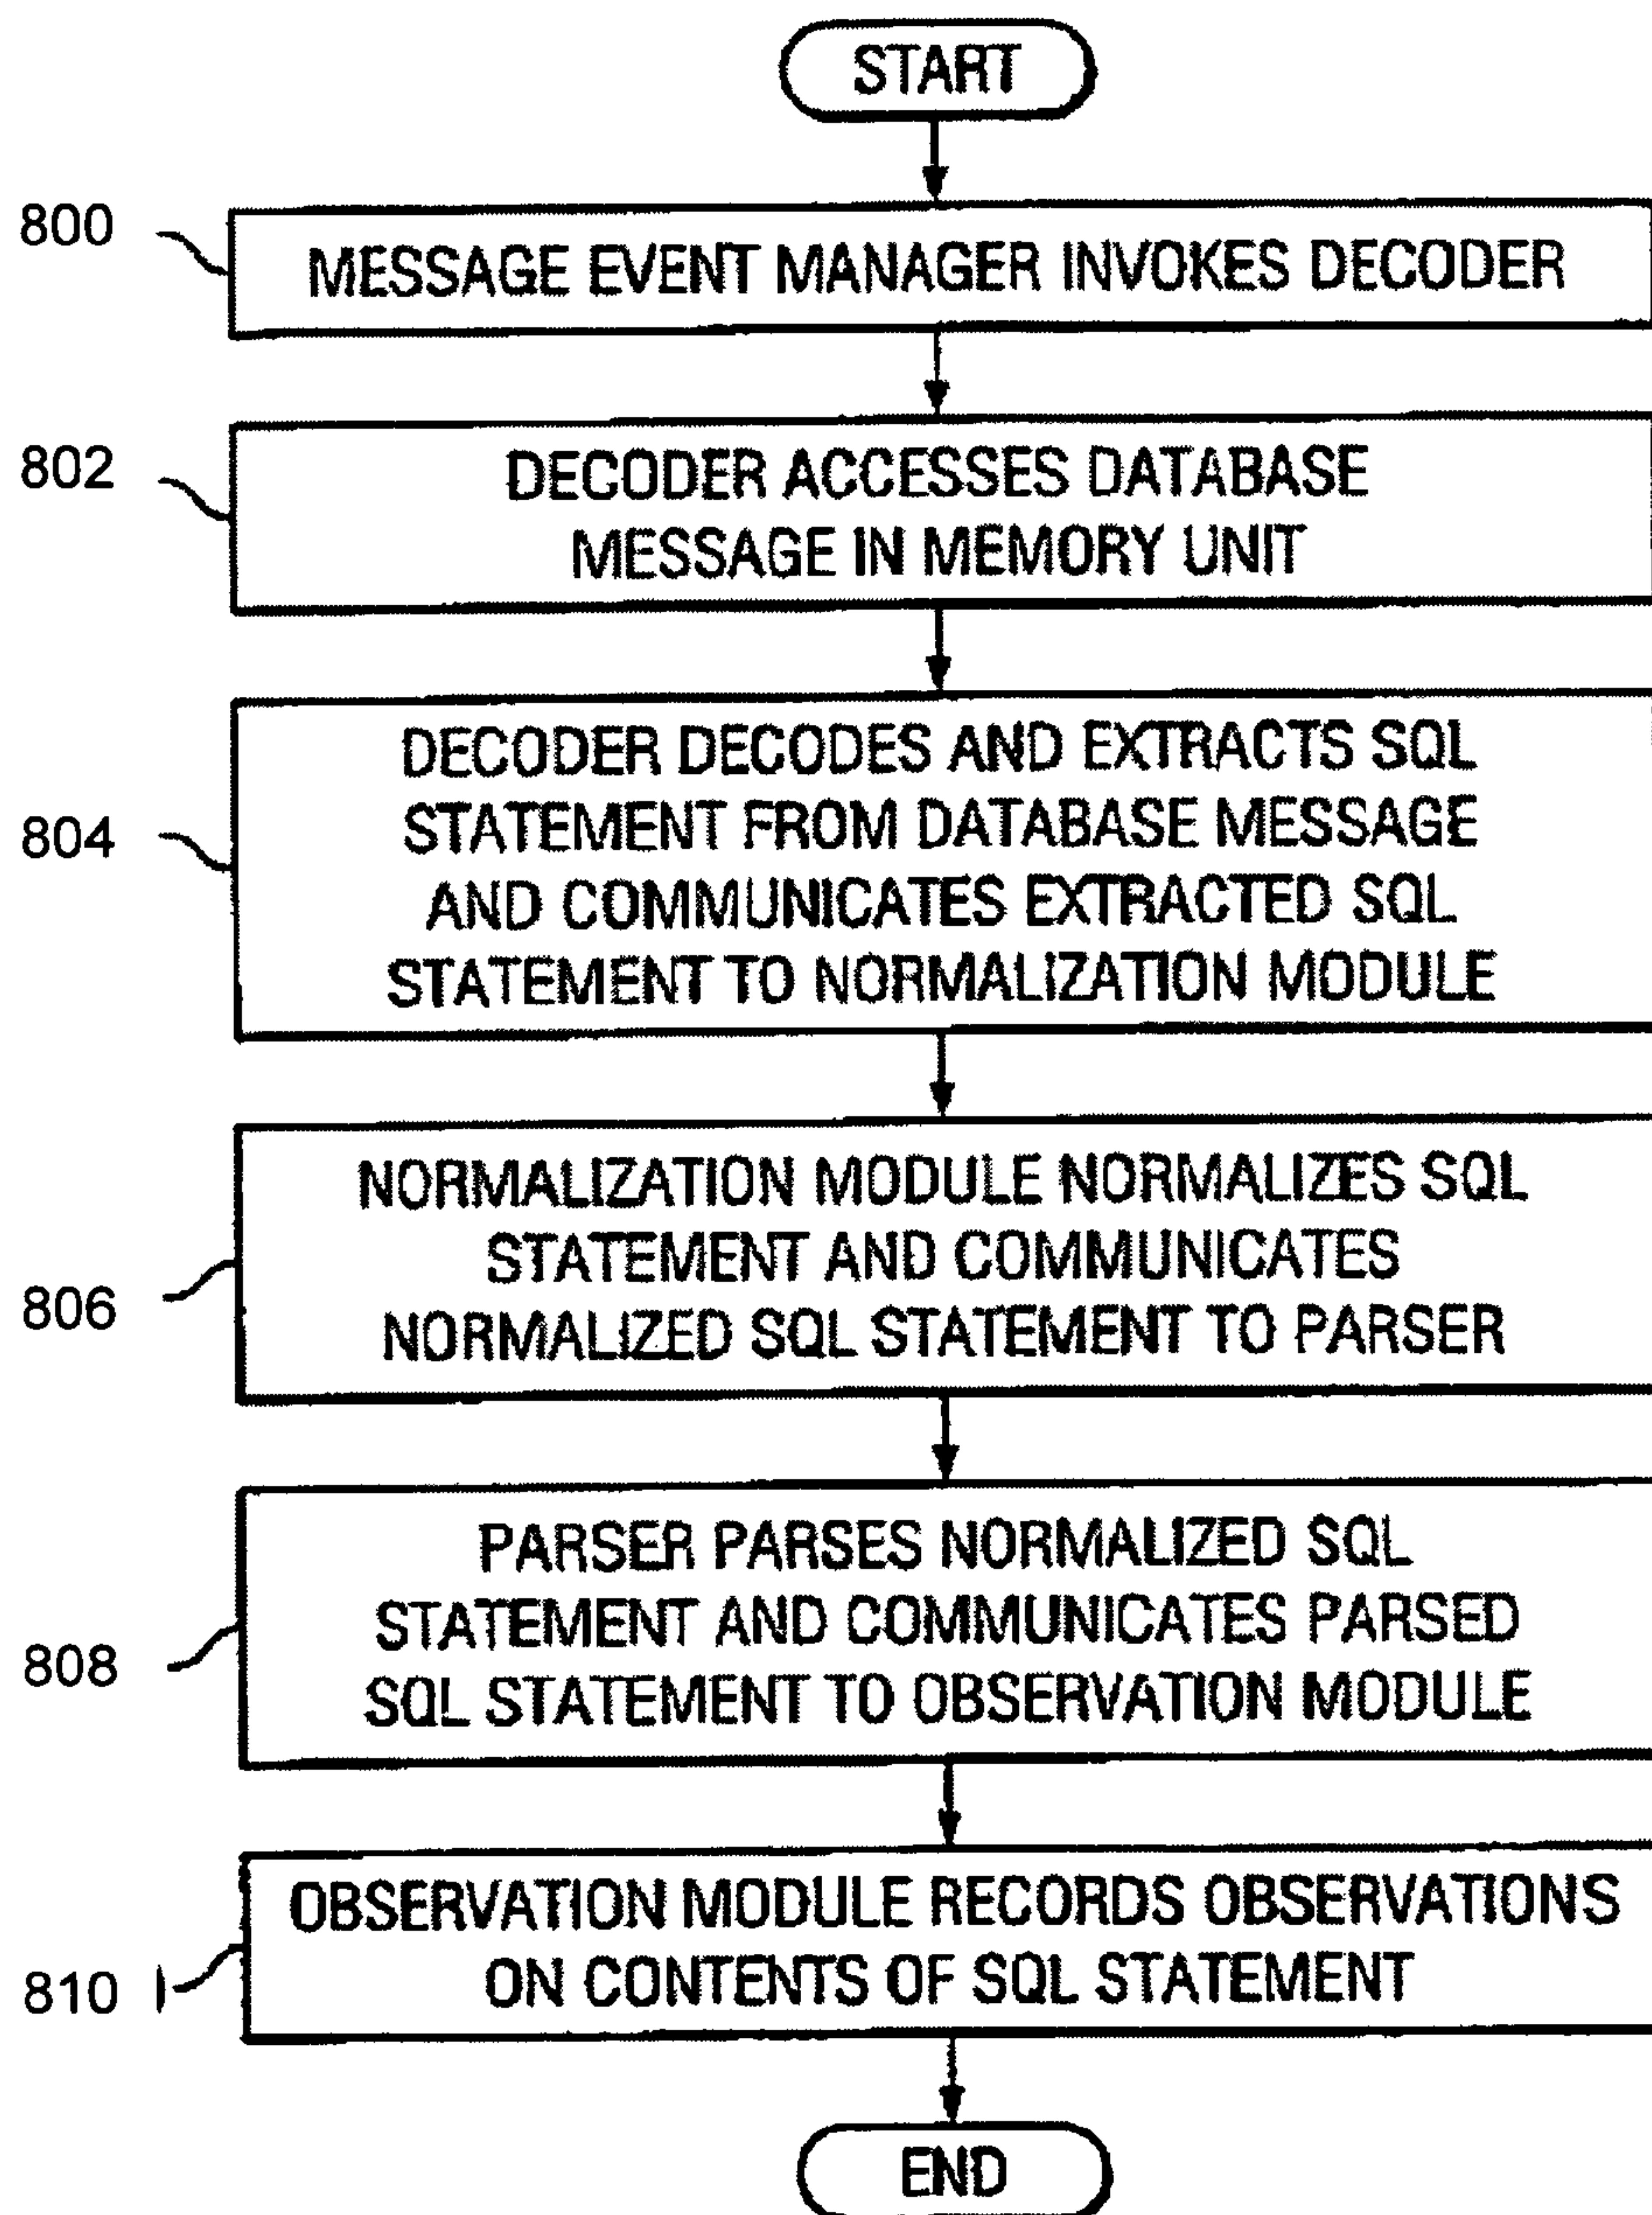 START
800
MESSAGE EVENT MANAGER INVOKES DECODER
802
DECODER ACCESSES DATABASE
MESSAGE IN MEMORY UNIT
804
DECODER DECODES AND EXTRACTS SQL
STATEMENT FROM DATABASE MESSAGE
AND COMMUNICATES EXTRACTED SQL
STATEMENT TO NORMALIZATION MODULE
806
NORMALIZATION MODULE NORMALIZES SQL
STATEMENT AND COMMUNICATES
NORMALIZED SQL STATEMENT TO PARSER
808
PARSER PARSES NORMALIZED SQL
STATEMENT AND COMMUNICATES PARSED
SQL STATEMENT TO OBSERVATION MODULE
810
OBSERVATION MODULE RECORDS OBSERVATIONS
ON CONTENTS OF SQL STATEMENT
END